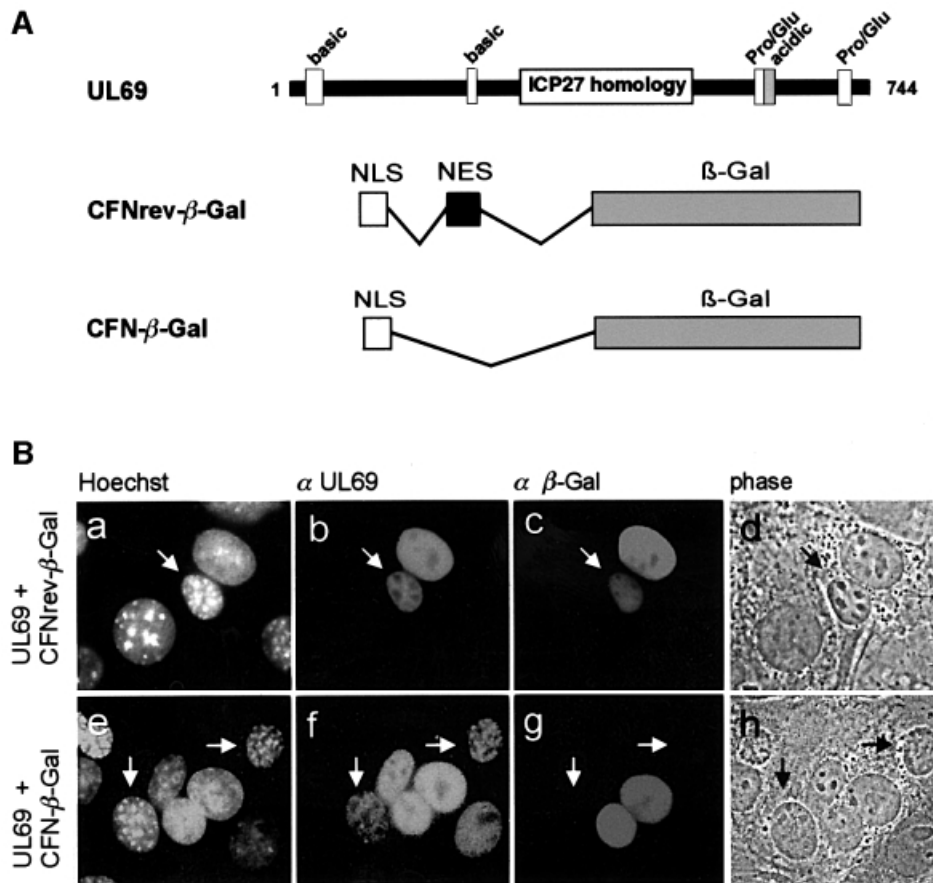 A
basic
basic
Pro/Glu
acidic
Pro/Glu
UL69
1
ICP27 homology
744
NLS
NES
ß-Gal
CFNrev-β-Gal
NLS
ß-Gal
CFN-β-Gal
B
Hoechst
α UL69
α β-Gal
phase
UL69 +
CFNrev-β-Gal
a
b
c
d
UL69 +
CFN-β-Gal
e
f
g
h